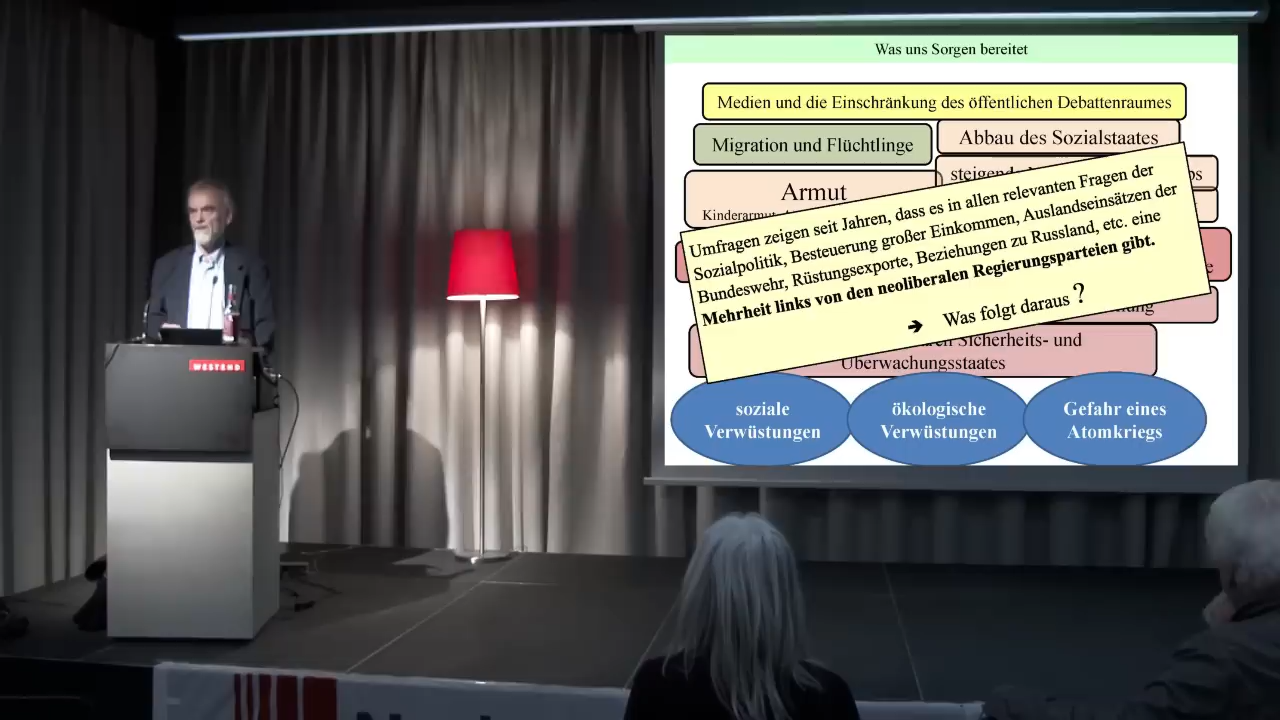 Was uns Sorgen bereitet
Medien und die Einschränkung des öffentlichen Debattenraumes
Migration und Flüchtlinge
Abbau des Sozialstaates
Armut
Umfragen zeigen seit Jahren, dass es in allen relevanten Fragen der
Sozialpolitik, Besteuerung großer Einkommen, Auslandseinsätzen der
Bundeswehr, Rüstungsexporte, Beziehungen zu Russland, etc. eine
Mehrheit links von den neoliberalen Regierungsparteien gibt.
➔ Was folgt daraus ?
Sicherheits- und
Überwachungsstaates
soziale
Verwüstungen
ökologische
Verwüstungen
Gefahr eines
Atomkriegs
WESTEND